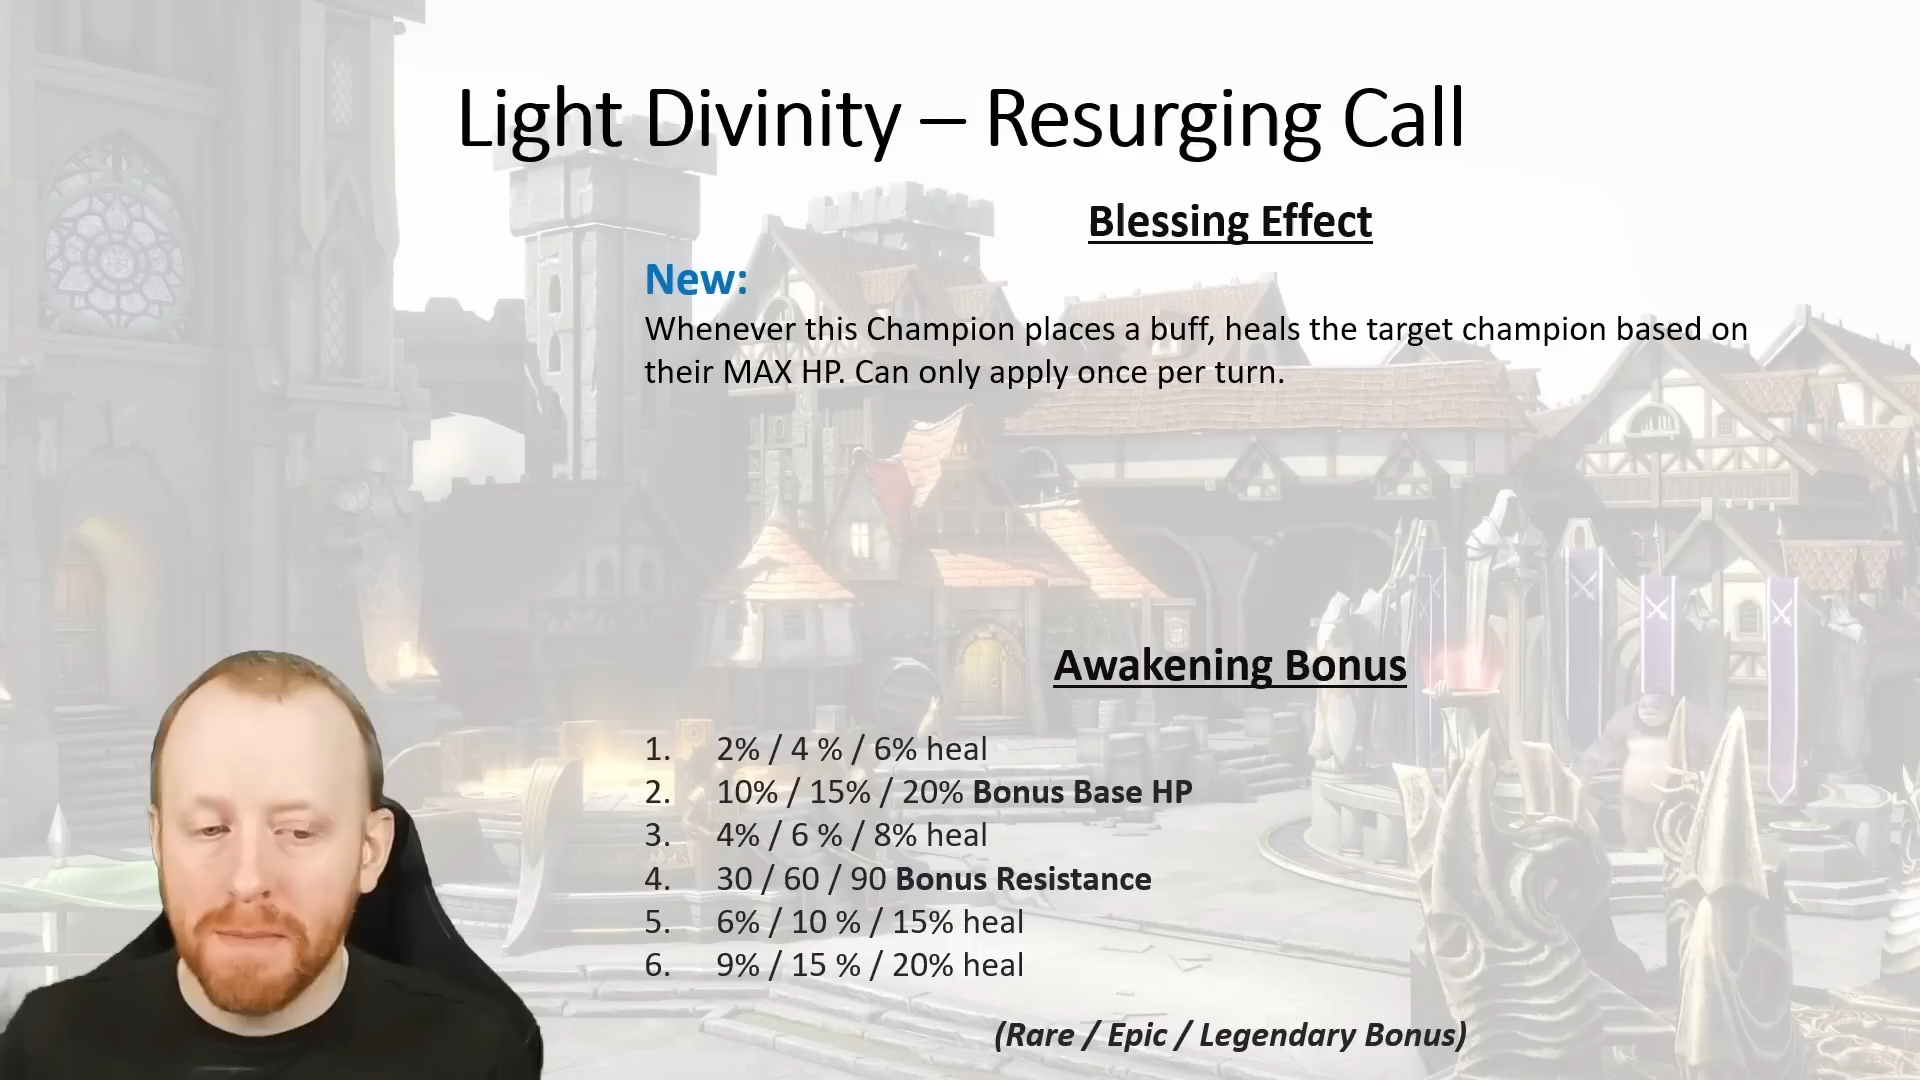 Light Divinity – Resurging Call
Blessing Effect
New:
Whenever this Champion places a buff, heals the target champion based on
their MAX HP. Can only apply once per turn.
Awakening Bonus
1. 2% / 4 % / 6% heal
2. 10% / 15% / 20% Bonus Base HP
3. 4% / 6 % / 8% heal
4. 30 / 60 / 90 Bonus Resistance
5. 6% / 10 % / 15% heal
6. 9% / 15 % / 20% heal
(Rare / Epic / Legendary Bonus)